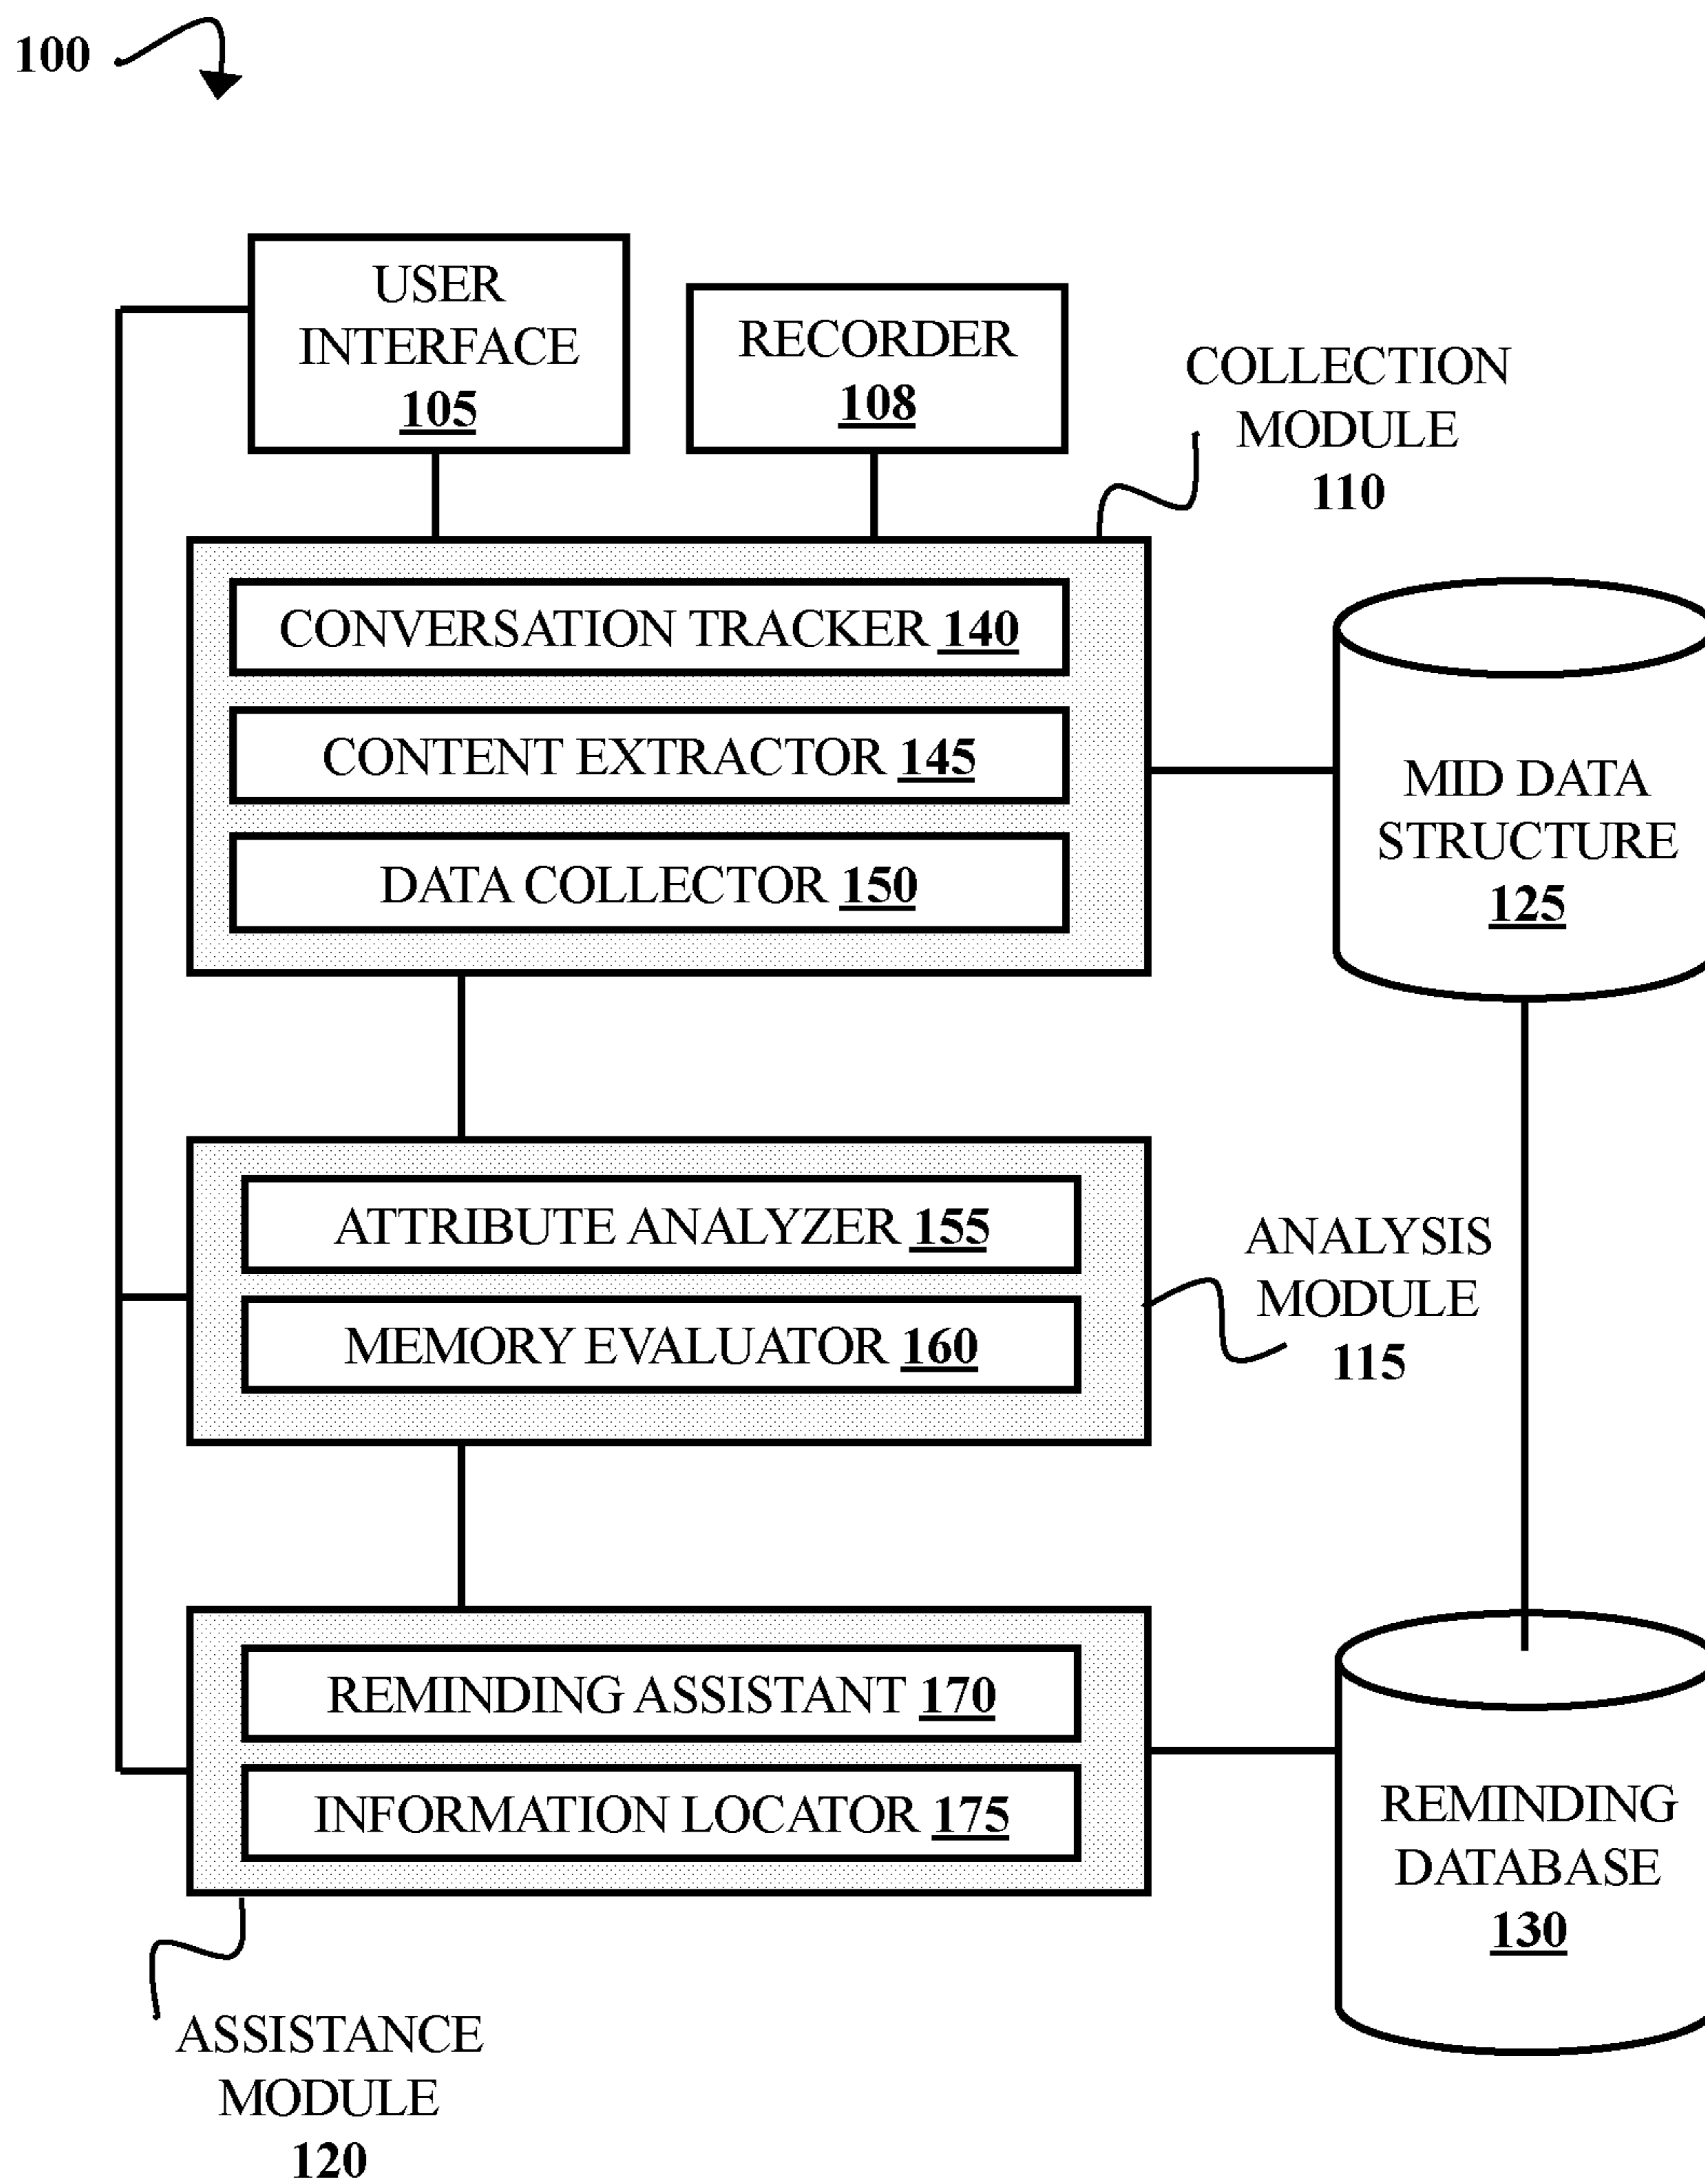 100
USER
INTERFACE
105
RECORDER
108
COLLECTION
MODULE
110
CONVERSATION TRACKER 140
CONTENT EXTRACTOR 145
DATA COLLECTOR 150
MID DATA
STRUCTURE
125
ATTRIBUTE ANALYZER 155
MEMORY EVALUATOR 160
ANALYSIS
MODULE
115
REMINDING ASSISTANT 170
INFORMATION LOCATOR 175
REMINDING
DATABASE
130
ASSISTANCE
MODULE
120